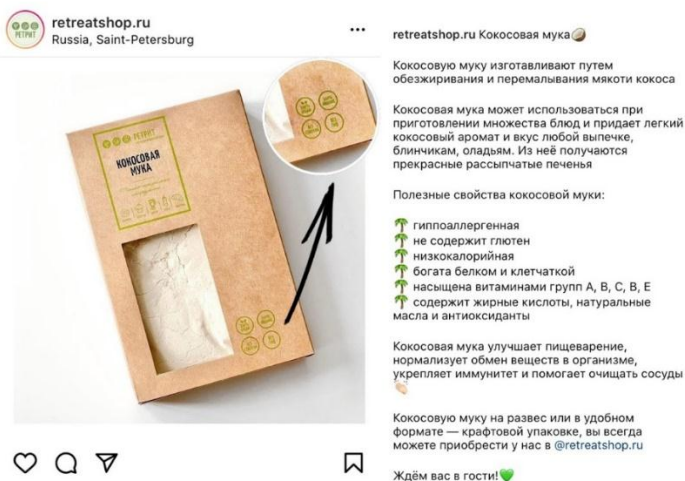 retreatshop.ru
Russia, Saint-Petersburg
РЕТРИТ
КОКОСОВАЯ
МУКА
retreatshop.ru Кокосовая мука🥥
Кокосовую муку изготавливают путем
обезжиривания и перемалывания мякоти кокоса
Кокосовая мука может использоваться при
приготовлении множества блюд и придает легкий
кокосовый аромат и вкус любой выпечке,
блинчикам, оладьям. Из неё получаются
прекрасные рассыпчатые печенья
Полезные свойства кокосовой муки:
🌴 гиппоаллергенная
🌴 не содержит глютен
🌴 низкокалорийная
🌴 богата белком и клетчаткой
🌴 насыщена витаминами групп А, В, С, В, Е
🌴 содержит жирные кислоты, натуральные
масла и антиоксиданты
Кокосовая мука улучшает пищеварение,
нормализует обмен веществ в организме,
укрепляет иммунитет и помогает очищать сосуды
Кокосовую муку на развес или в удобном
формате — крафтовой упаковке, вы всегда
можете приобрести у нас в @retreatshop.ru
Ждём вас в гости!💚